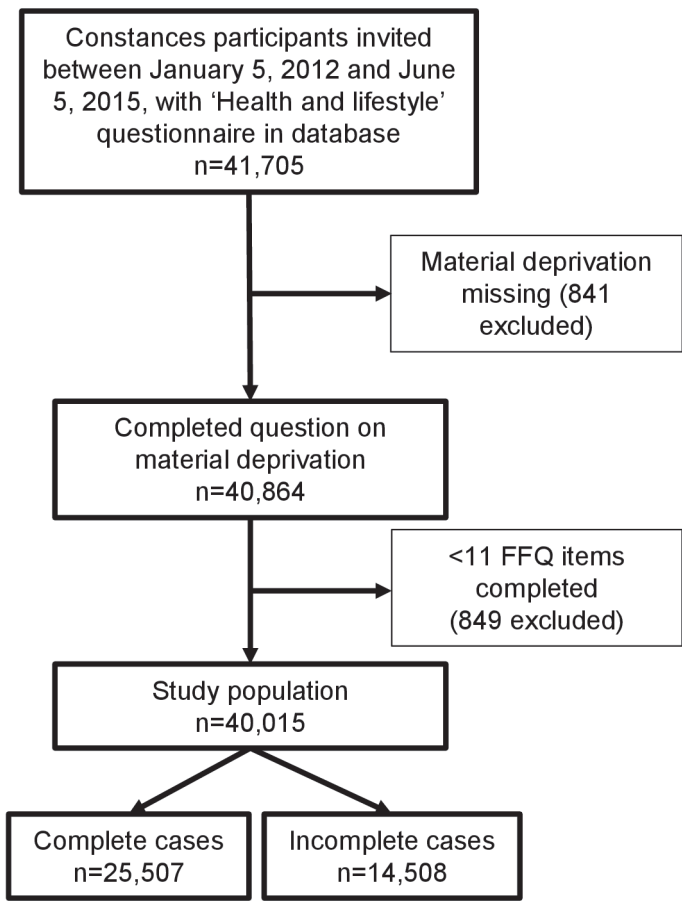 Constances participants invited
between January 5, 2012 and June
5, 2015, with ‘Health and lifestyle’
questionnaire in database
n=41,705
Material deprivation
missing (841
excluded)
Completed question on
material deprivation
n=40,864
<11 FFQ items
completed
(849 excluded)
Study population
n=40,015
Complete cases
n=25,507
Incomplete cases
n=14,508